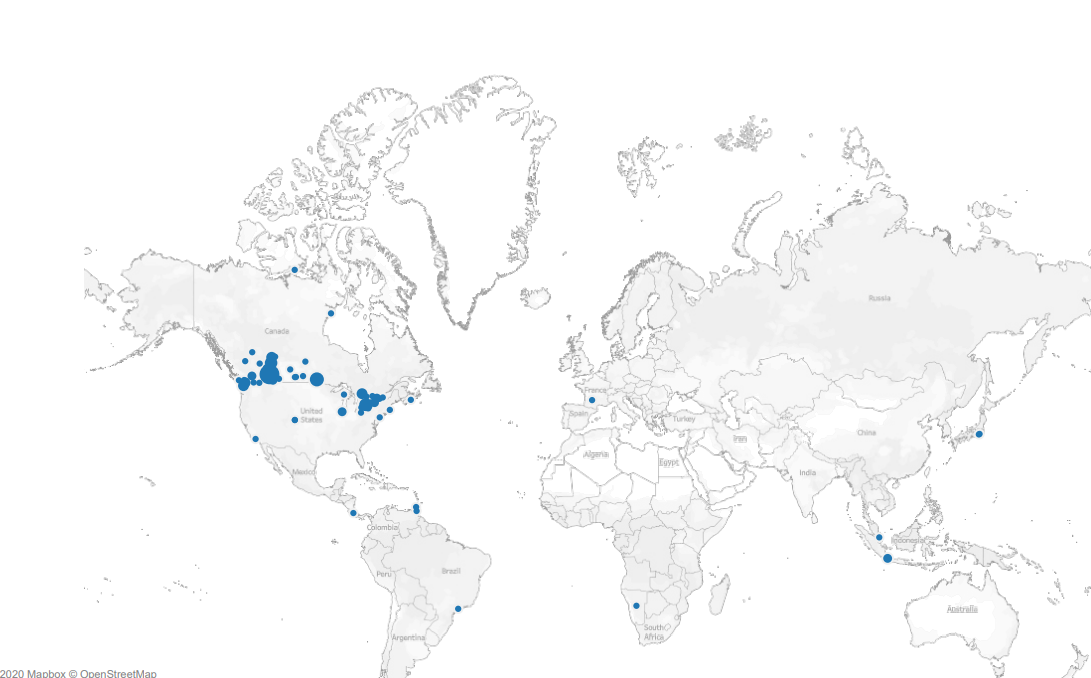 Russia
Canada
France
United
States
Spain
Turkey
China
Iran
Algeria
Egypt
Mexico
India
Colombia
Indonesia
Peru
Brazil
Australia
South
Africa
Argentina
2020 Mapbox © OpenStreetMap